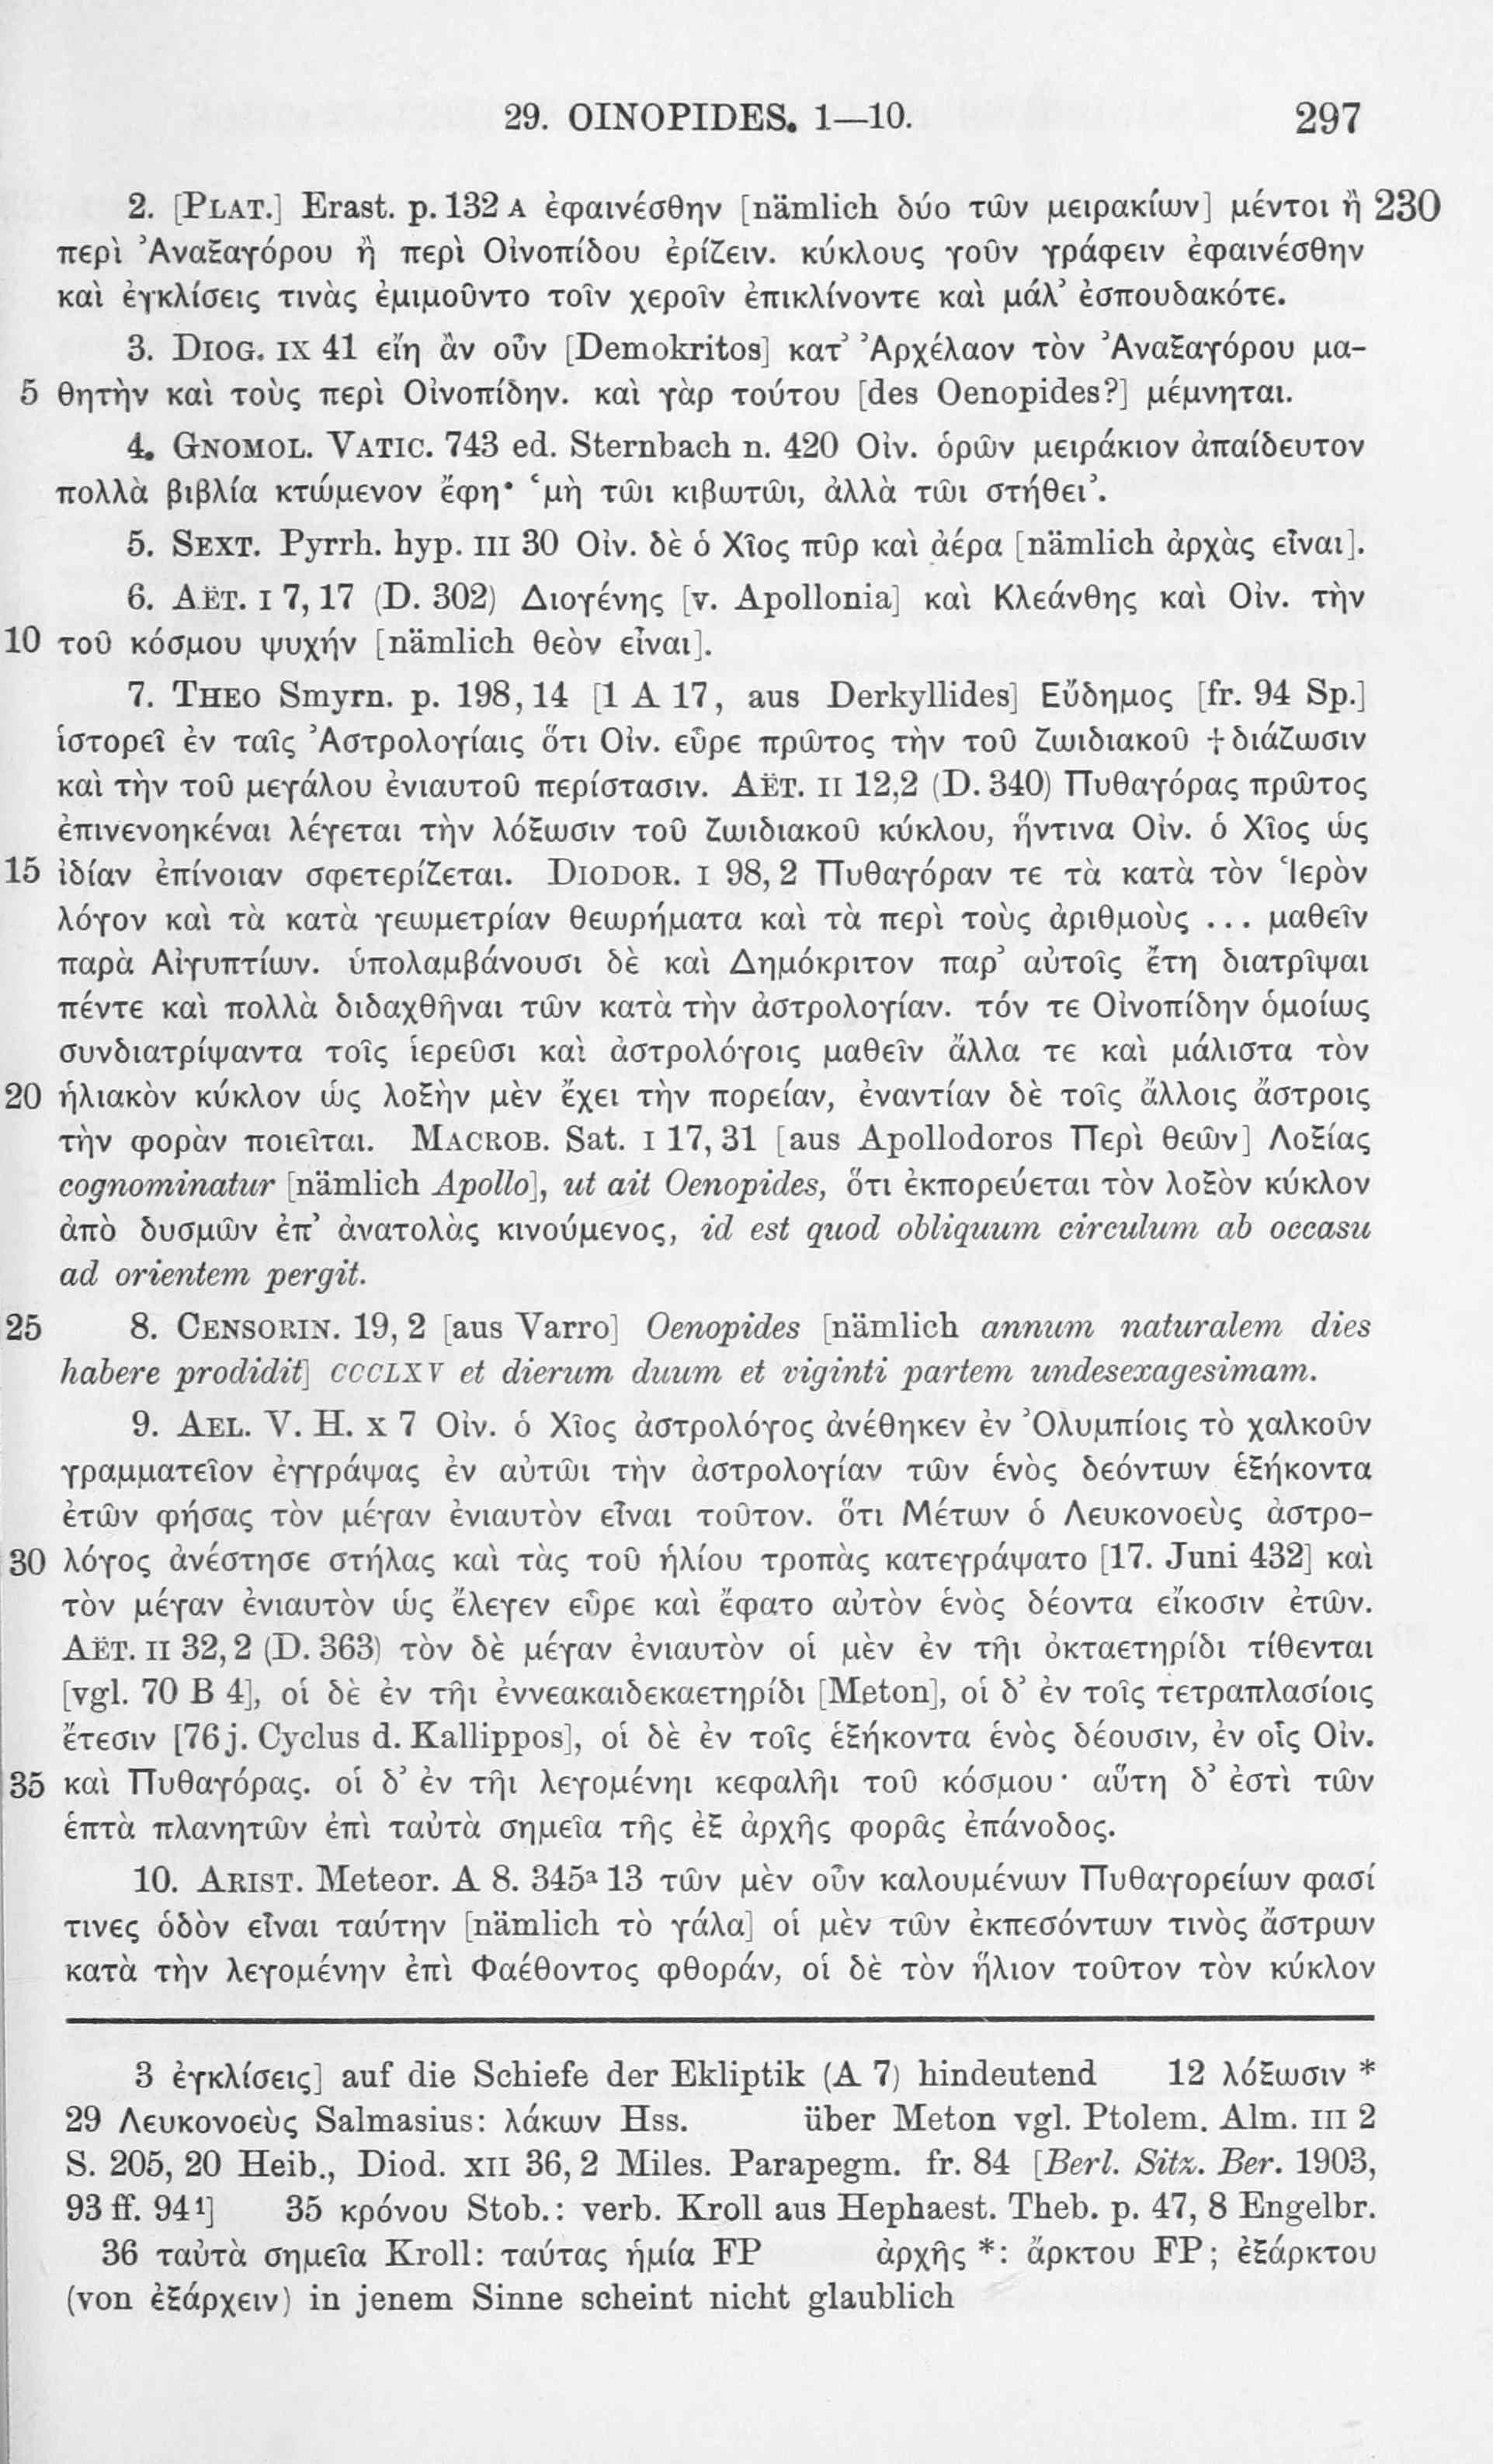 29. OINOPIDES. 1—10. 297
2. [PLAT.] Erast. p. 132 A ἐφαινέσθην [nämlich δύο τῶν μειρακίων] μέντοι ἢ 230
περὶ Ἀναξαγόρου ἢ περὶ Οἰνοπίδου ἐρίζειν. κύκλους γοῦν γράφειν ἐφαινέσθην
καὶ ἐγκλίσεις τινὰς ἐμιμοῦντο τοῖν χεροῖν ἐπικλίνοντε καὶ μάλ’ ἐσπουδακότε.
3. DIOG. IX 41 εἴη ἂν οὖν [Demokritos] κατ’ Ἀρχέλαον τὸν Ἀναξαγόρου μα-
5 θητὴν καὶ τοὺς περὶ Οἰνοπίδην. καὶ γὰρ τούτου [des Oenopides?] μέμνηται.
4. GNOMOL. VATIC. 743 ed. Sternbach n. 420 Οἰν. ὁρῶν μειράκιον ἀπαίδευτον
πολλὰ βιβλία κτώμενον ἔφη· ‘μὴ τῶι κιβωτῶι, ἀλλὰ τῶι στήθει’.
5. SEXT. Pyrrh. hyp. III 30 Οἰν. δὲ ὁ Χῖος πῦρ καὶ ἀέρα [nämlich ἀρχὰς εἶναι].
6. AËT. I 7, 17 (D. 302) Διογένης [v. Apollonia] καὶ Κλεάνθης καὶ Οἰν. τὴν
10 τοῦ κόσμου ψυχήν [nämlich θεὸν εἶναι].
7. THEO Smyrn. p. 198, 14 [1 A 17, aus Derkyllides] Εὔδημος [fr. 94 Sp.]
ἱστορεῖ ἐν ταῖς Ἀστρολογίαις ὅτι Οἰν. εὗρε πρῶτος τὴν τοῦ ζωιδιακοῦ † διάζωσιν
καὶ τὴν τοῦ μεγάλου ἐνιαυτοῦ περίστασιν. AËT. II 12,2 (D. 340) Πυθαγόρας πρῶτος
ἐπινενοηκέναι λέγεται τὴν λόξωσιν τοῦ ζωιδιακοῦ κύκλου, ἥντινα Οἰν. ὁ Χῖος ὡς
15 ἰδίαν ἐπίνοιαν σφετερίζεται. DIODOR. I 98, 2 Πυθαγόραν τε τὰ κατὰ τὸν Ἱερὸν
λόγον καὶ τὰ κατὰ γεωμετρίαν θεωρήματα καὶ τὰ περὶ τοὺς ἀριθμοὺς ... μαθεῖν
παρὰ Αἰγυπτίων. ὑπολαμβάνουσι δὲ καὶ Δημόκριτον παρ’ αὐτοῖς ἔτη διατρῖψαι
πέντε καὶ πολλὰ διδαχθῆναι τῶν κατὰ τὴν ἀστρολογίαν. τόν τε Οἰνοπίδην ὁμοίως
συνδιατρίψαντα τοῖς ἱερεῦσι καὶ ἀστρολόγοις μαθεῖν ἄλλα τε καὶ μάλιστα τὸν
20 ἡλιακὸν κύκλον ὡς λοξὴν μὲν ἔχει τὴν πορείαν, ἐναντίαν δὲ τοῖς ἄλλοις ἄστροις
τὴν φορὰν ποιεῖται. MACROB. Sat. I 17, 31 [aus Apollodoros Περὶ θεῶν] Λοξίας
cognominatur [nämlich Apollo], ut ait Oenopides, ὅτι ἐκπορεύεται τὸν λοξὸν κύκλον
ἀπὸ δυσμῶν ἐπ’ ἀνατολὰς κινούμενος, id est quod obliquum circulum ab occasu
ad orientem pergit.
25 8. CENSORIN. 19, 2 [aus Varro] Oenopides [nämlich annum naturalem dies
habere prodidit] CCCLXV et dierum duum et viginti partem undesexagesimam.
9. AEL. V. H. X 7 Οἰν. ὁ Χῖος ἀστρολόγος ἀνέθηκεν ἐν Ὀλυμπίοις τὸ χαλκοῦν
γραμματεῖον ἐγγράψας ἐν αὐτῶι τὴν ἀστρολογίαν τῶν ἑνὸς δεόντων ἑξήκοντα
ἐτῶν φήσας τὸν μέγαν ἐνιαυτὸν εἶναι τοῦτον. ὅτι Μέτων ὁ Λευκονοεὺς ἀστρο-
30 λόγος ἀνέστησε στήλας καὶ τὰς τοῦ ἡλίου τροπὰς κατεγράψατο [17. Juni 432] καὶ
τὸν μέγαν ἐνιαυτὸν ὡς ἔλεγεν εὗρε καὶ ἔφατο αὐτὸν ἑνὸς δέοντα εἴκοσιν ἐτῶν.
AËT. II 32, 2 (D. 363) τὸν δὲ μέγαν ἐνιαυτὸν οἱ μὲν ἐν τῆι ὀκταετηρίδι τίθενται
[vgl. 70 B 4], οἱ δὲ ἐν τῆι ἐννεακαιδεκαετηρίδι [Meton], οἱ δ’ ἐν τοῖς τετραπλασίοις
ἔτεσιν [76 j. Cyclus d. Kallippos], οἱ δὲ ἐν τοῖς ἑξήκοντα ἑνὸς δέουσιν, ἐν οἷς Οἰν.
35 καὶ Πυθαγόρας. οἱ δ’ ἐν τῆι λεγομένηι κεφαλῆι τοῦ κόσμου· αὕτη δ’ ἐστὶ τῶν
ἑπτὰ πλανητῶν ἐπὶ ταὐτὰ σημεῖα τῆς ἐξ ἀρχῆς φορᾶς ἐπάνοδος.
10. ARIST. Meteor. A 8. 345ᵃ 13 τῶν μὲν οὖν καλουμένων Πυθαγορείων φασί
τινες ὁδὸν εἶναι ταύτην [nämlich τὸ γάλα] οἱ μὲν τῶν ἐκπεσόντων τινὸς ἄστρων
κατὰ τὴν λεγομένην ἐπὶ Φαέθοντος φθοράν, οἱ δὲ τὸν ἥλιον τοῦτον τὸν κύκλον
3 ἐγκλίσεις] auf die Schiefe der Ekliptik (A 7) hindeutend 12 λόξωσιν *
29 Λευκονοεὺς Salmasius: λάκων Hss. über Meton vgl. Ptolem. Alm. III 2
S. 205, 20 Heib., Diod. XII 36, 2 Miles. Parapegm. fr. 84 [Berl. Sitz. Ber. 1903,
93 ff. 94¹] 35 κρόνου Stob.: verb. Kroll aus Hephaest. Theb. p. 47, 8 Engelbr.
36 ταὐτὰ σημεῖα Kroll: ταύτας ἡμία FP ἀρχῆς *: ἄρκτου FP; ἐξάρκτου
(von ἐξάρχειν) in jenem Sinne scheint nicht glaublich